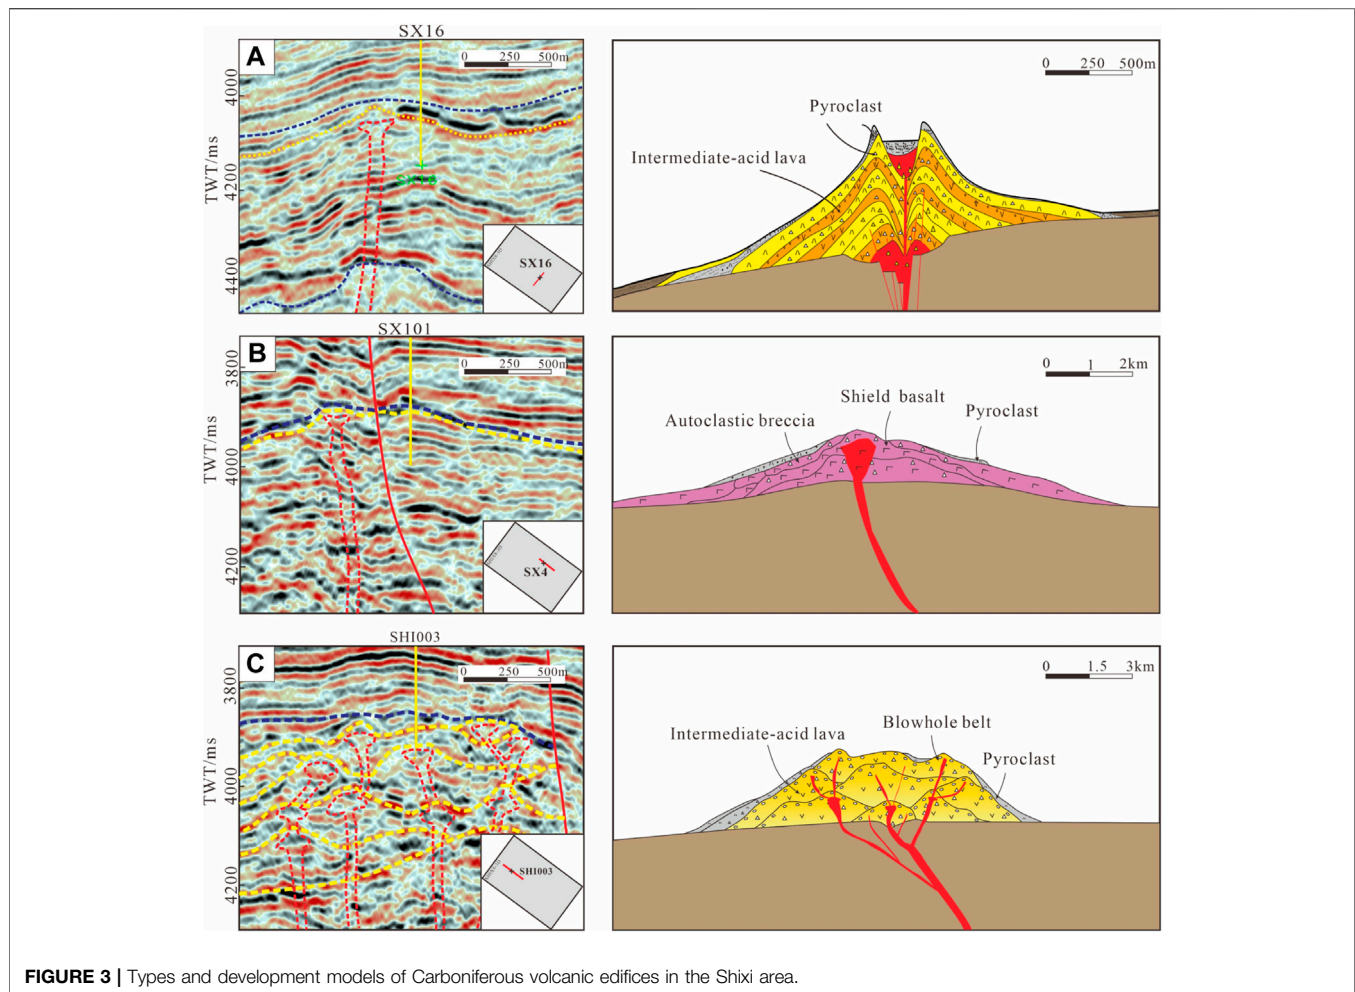 SX16
A
0 250 500m
4000
4200
4400
TWT/ms
SX16
0 250 500m
Pyroclast
Intermediate-acid lava
SX101
B
0 250 500m
3800
4000
4200
TWT/ms
SX4
0 1 2km
Shield basalt
Pyroclast
Autoclastic breccia
SHI003
C
0 250 500m
3800
4000
4200
TWT/ms
SHI003
0 1.5 3km
Blowhole belt
Intermediate-acid lava
Pyroclast
FIGURE 3 | Types and development models of Carboniferous volcanic edifices in the Shixi area.